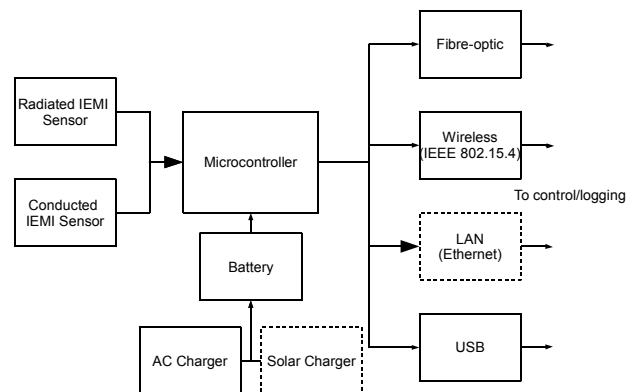 Fibre-optic
Radiated IEMI
Sensor
Wireless
(IEEE 802.15.4)
Microcontroller
To control/logging
Conducted
IEMI Sensor
LAN
(Ethernet)
Battery
AC Charger
Solar Charger
USB